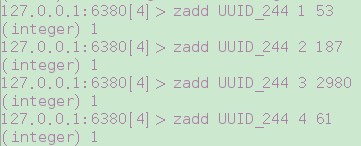 127.0.0.1:6380[4]> zadd UUID_244 1 53
(integer) 1
127.0.0.1:6380[4]> zadd UUID_244 2 187
(integer) 1
127.0.0.1:6380[4]> zadd UUID_244 3 2980
(integer) 1
127.0.0.1:6380[4]> zadd UUID_244 4 61
(integer) 1